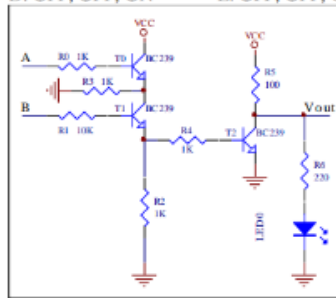 VCC
VCC
A
R0 1K
T0
BC239
R3 1K
R5
100
B
T1
BC239
Vout
R1 10K
R4
1K
T2
BC239
R6
220
R2
1K
LED0